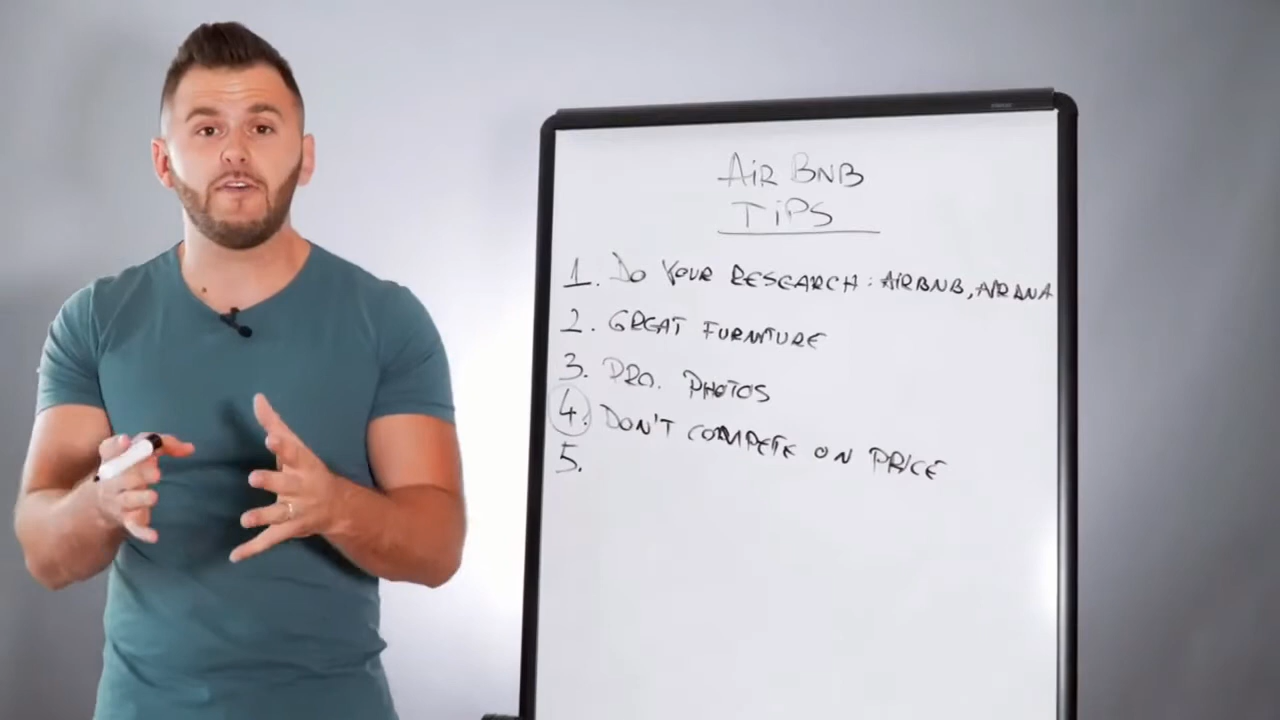 AiR BNB
TiPS
1. DO YOUR RESEARCH: AIRBNB, AIRDNA
2. GREAT FURNITURE
3. PRO. PHOTOS
4. DON'T COMPETE ON PRICE
5.